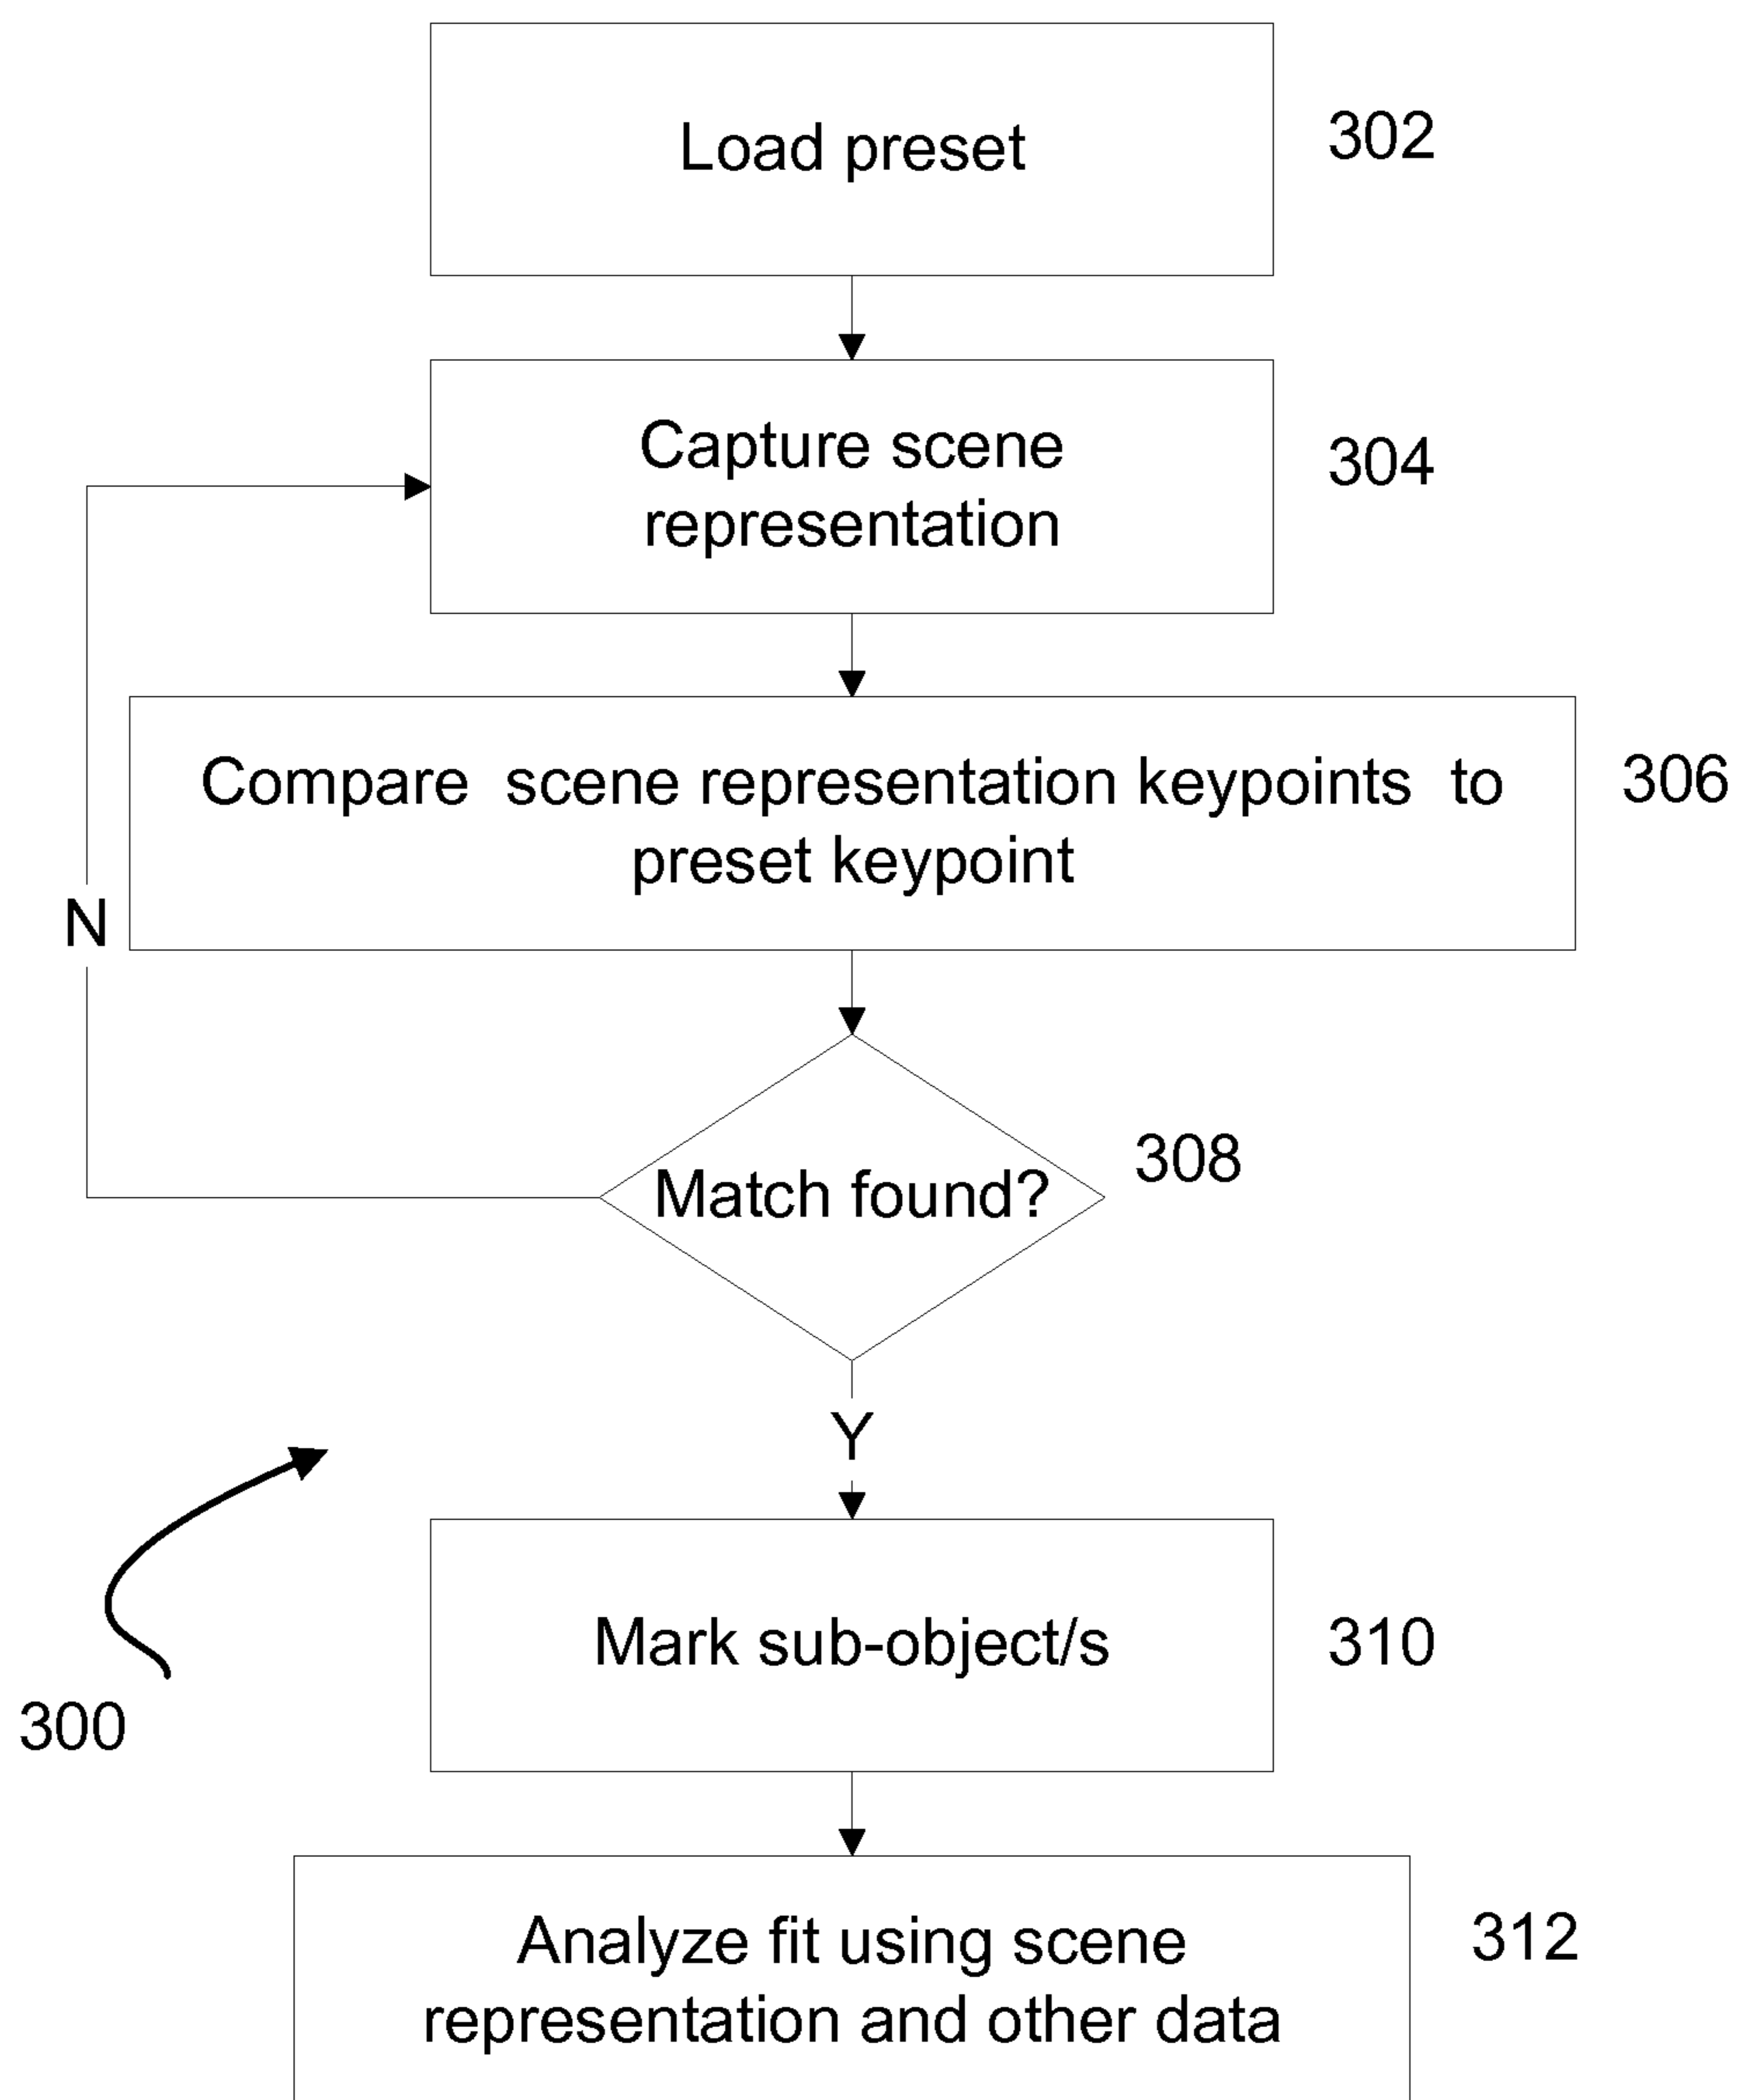 Load preset
302
Capture scene
representation
304
Compare scene representation keypoints to
preset keypoint
306
N
Match found?
308
Y
Mark sub-object/s
310
300
Analyze fit using scene
representation and other data
312